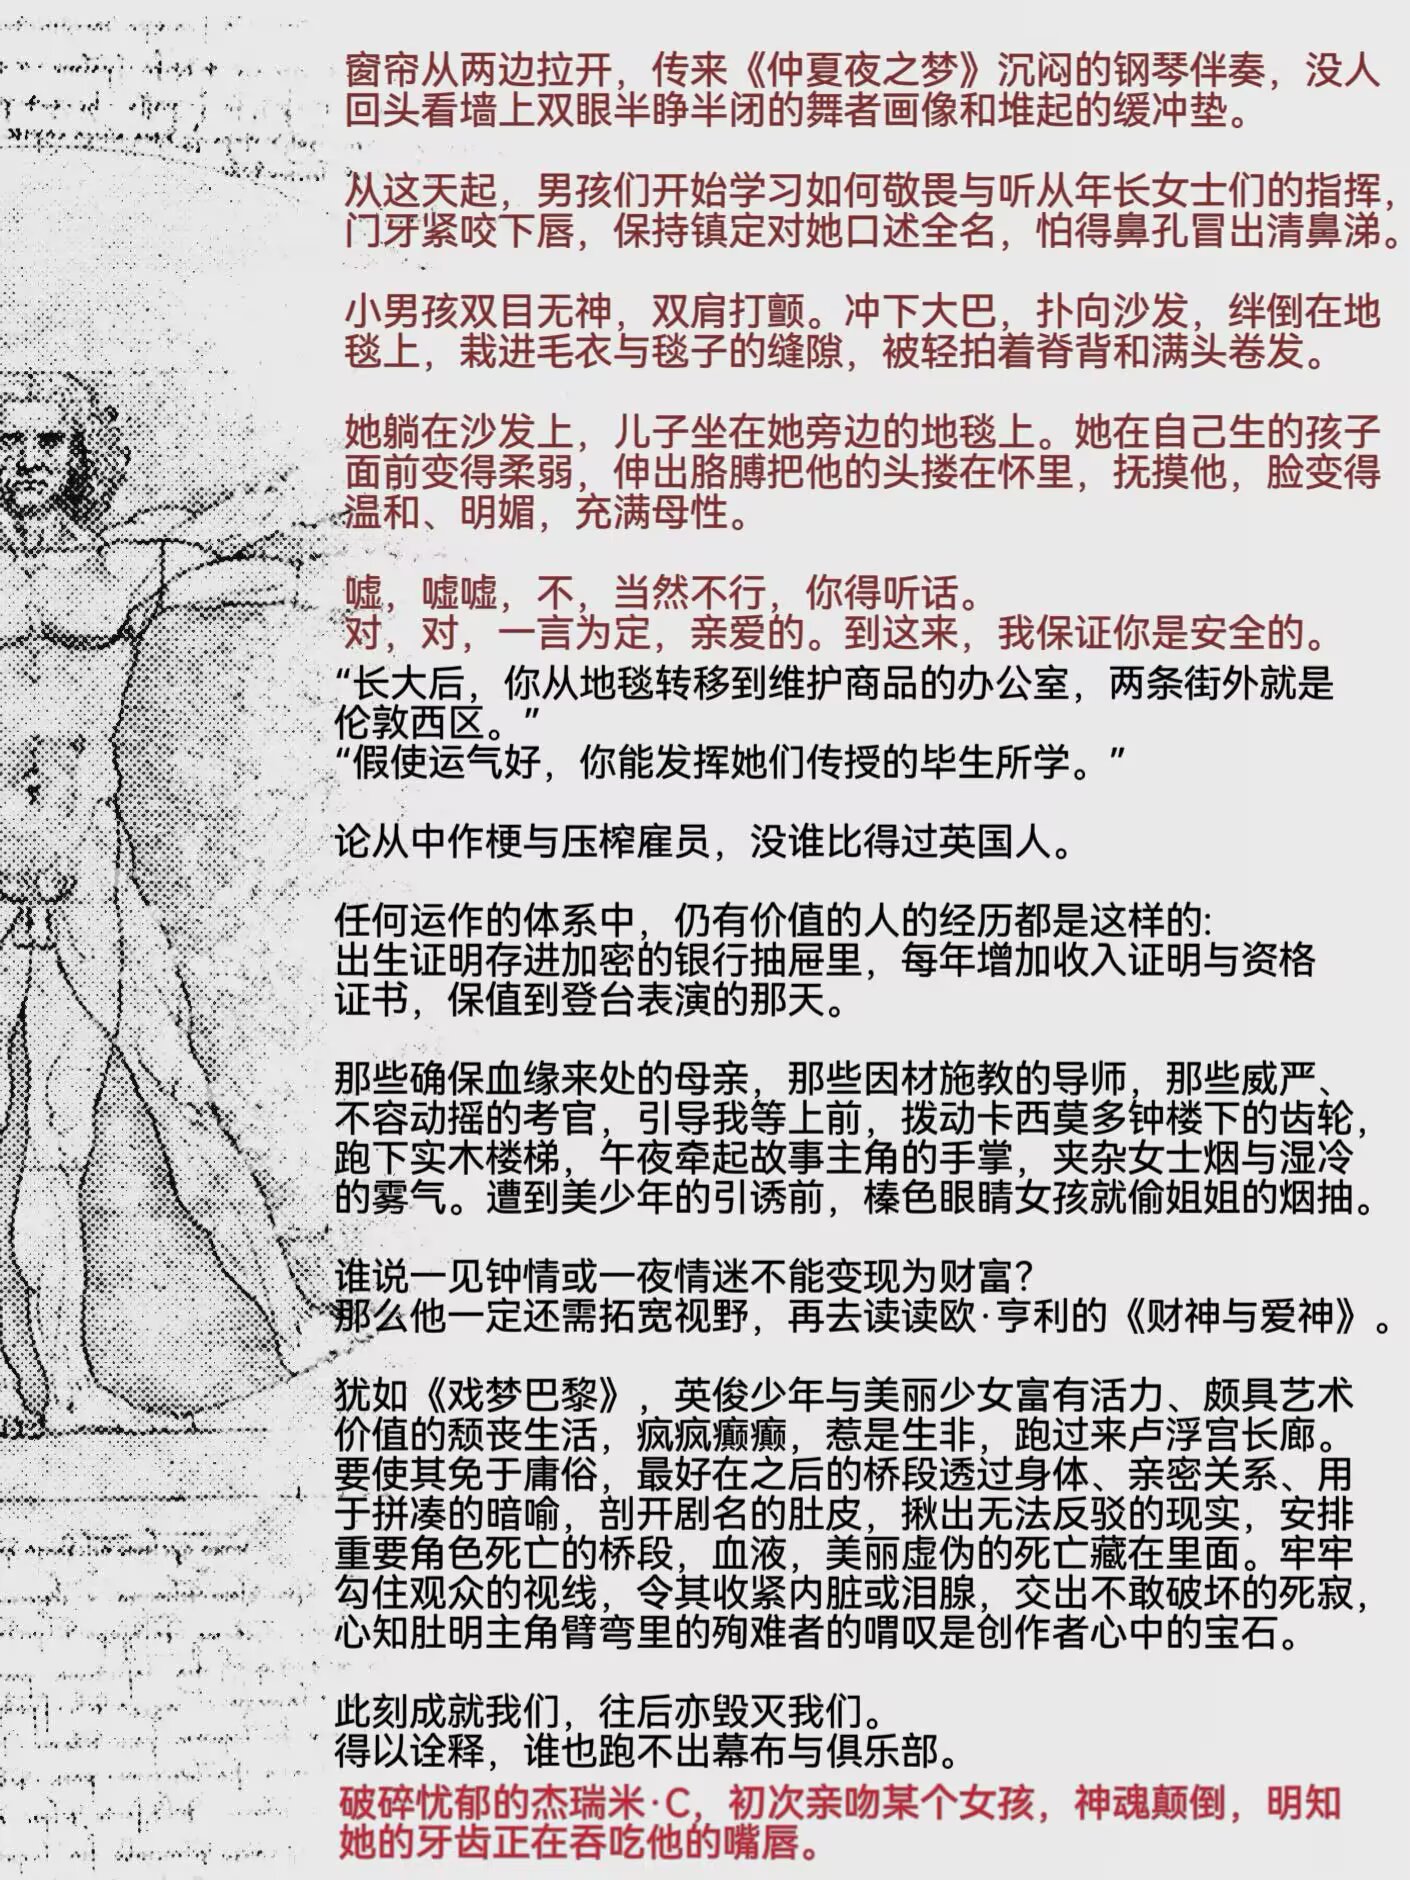 窗帘从两边拉开，传来《仲夏夜之梦》沉闷的钢琴伴奏，没人
回头看墙上双眼半睁半闭的舞者画像和堆起的缓冲垫。
从这天起，男孩们开始学习如何敬畏与听从年长女士们的指挥，
门牙紧咬下唇，保持镇定对她口述全名，怕得鼻孔冒出清鼻涕。
小男孩双目无神，双肩打颤。冲下大巴，扑向沙发，绊倒在地
毯上，栽进毛衣与毯子的缝隙，被轻拍着脊背和满头卷发。
她躺在沙发上，儿子坐在她旁边的地毯上。她在自己生的孩子
面前变得柔弱，伸出胳膊把他的头搂在怀里，抚摸他，脸变得
温和、明媚，充满母性。
嘘，嘘嘘，不，当然不行，你得听话。
对，对，一言为定，亲爱的。到这来，我保证你是安全的。
“长大后，你从地毯转移到维护商品的办公室，两条街外就是
伦敦西区。”
“假使运气好，你能发挥她们传授的毕生所学。”
论从中作梗与压榨雇员，没谁比得过英国人。
任何运作的体系中，仍有价值的人的经历都是这样的:
出生证明存进加密的银行抽屉里，每年增加收入证明与资格
证书，保值到登台表演的那天。
那些确保血缘来处的母亲，那些因材施教的导师，那些威严、
不容动摇的考官，引导我等上前，拨动卡西莫多钟楼下的齿轮，
跑下实木楼梯，午夜牵起故事主角的手掌，夹杂女士烟与湿冷
的雾气。遭到美少年的引诱前，榛色眼睛女孩就偷姐姐的烟抽。
谁说一见钟情或一夜情迷不能变现为财富？
那么他一定还需拓宽视野，再去读读欧·亨利的《财神与爱神》。
犹如《戏梦巴黎》，英俊少年与美丽少女富有活力、颇具艺术
价值的颓丧生活，疯疯癫癫，惹是生非，跑过来卢浮宫长廊。
要使其免于庸俗，最好在之后的桥段透过身体、亲密关系、用
于拼凑的暗喻，剖开剧名的肚皮，揪出无法反驳的现实，安排
重要角色死亡的桥段，血液，美丽虚伪的死亡藏在里面。牢牢
勾住观众的视线，令其收紧内脏或泪腺，交出不敢破坏的死寂，
心知肚明主角臂弯里的殉难者的喟叹是创作者心中的宝石。
此刻成就我们，往后亦毁灭我们。
得以诠释，谁也跑不出幕布与俱乐部。
破碎忧郁的杰瑞米·C，初次亲吻某个女孩，神魂颠倒，明知
她的牙齿正在吞吃他的嘴唇。